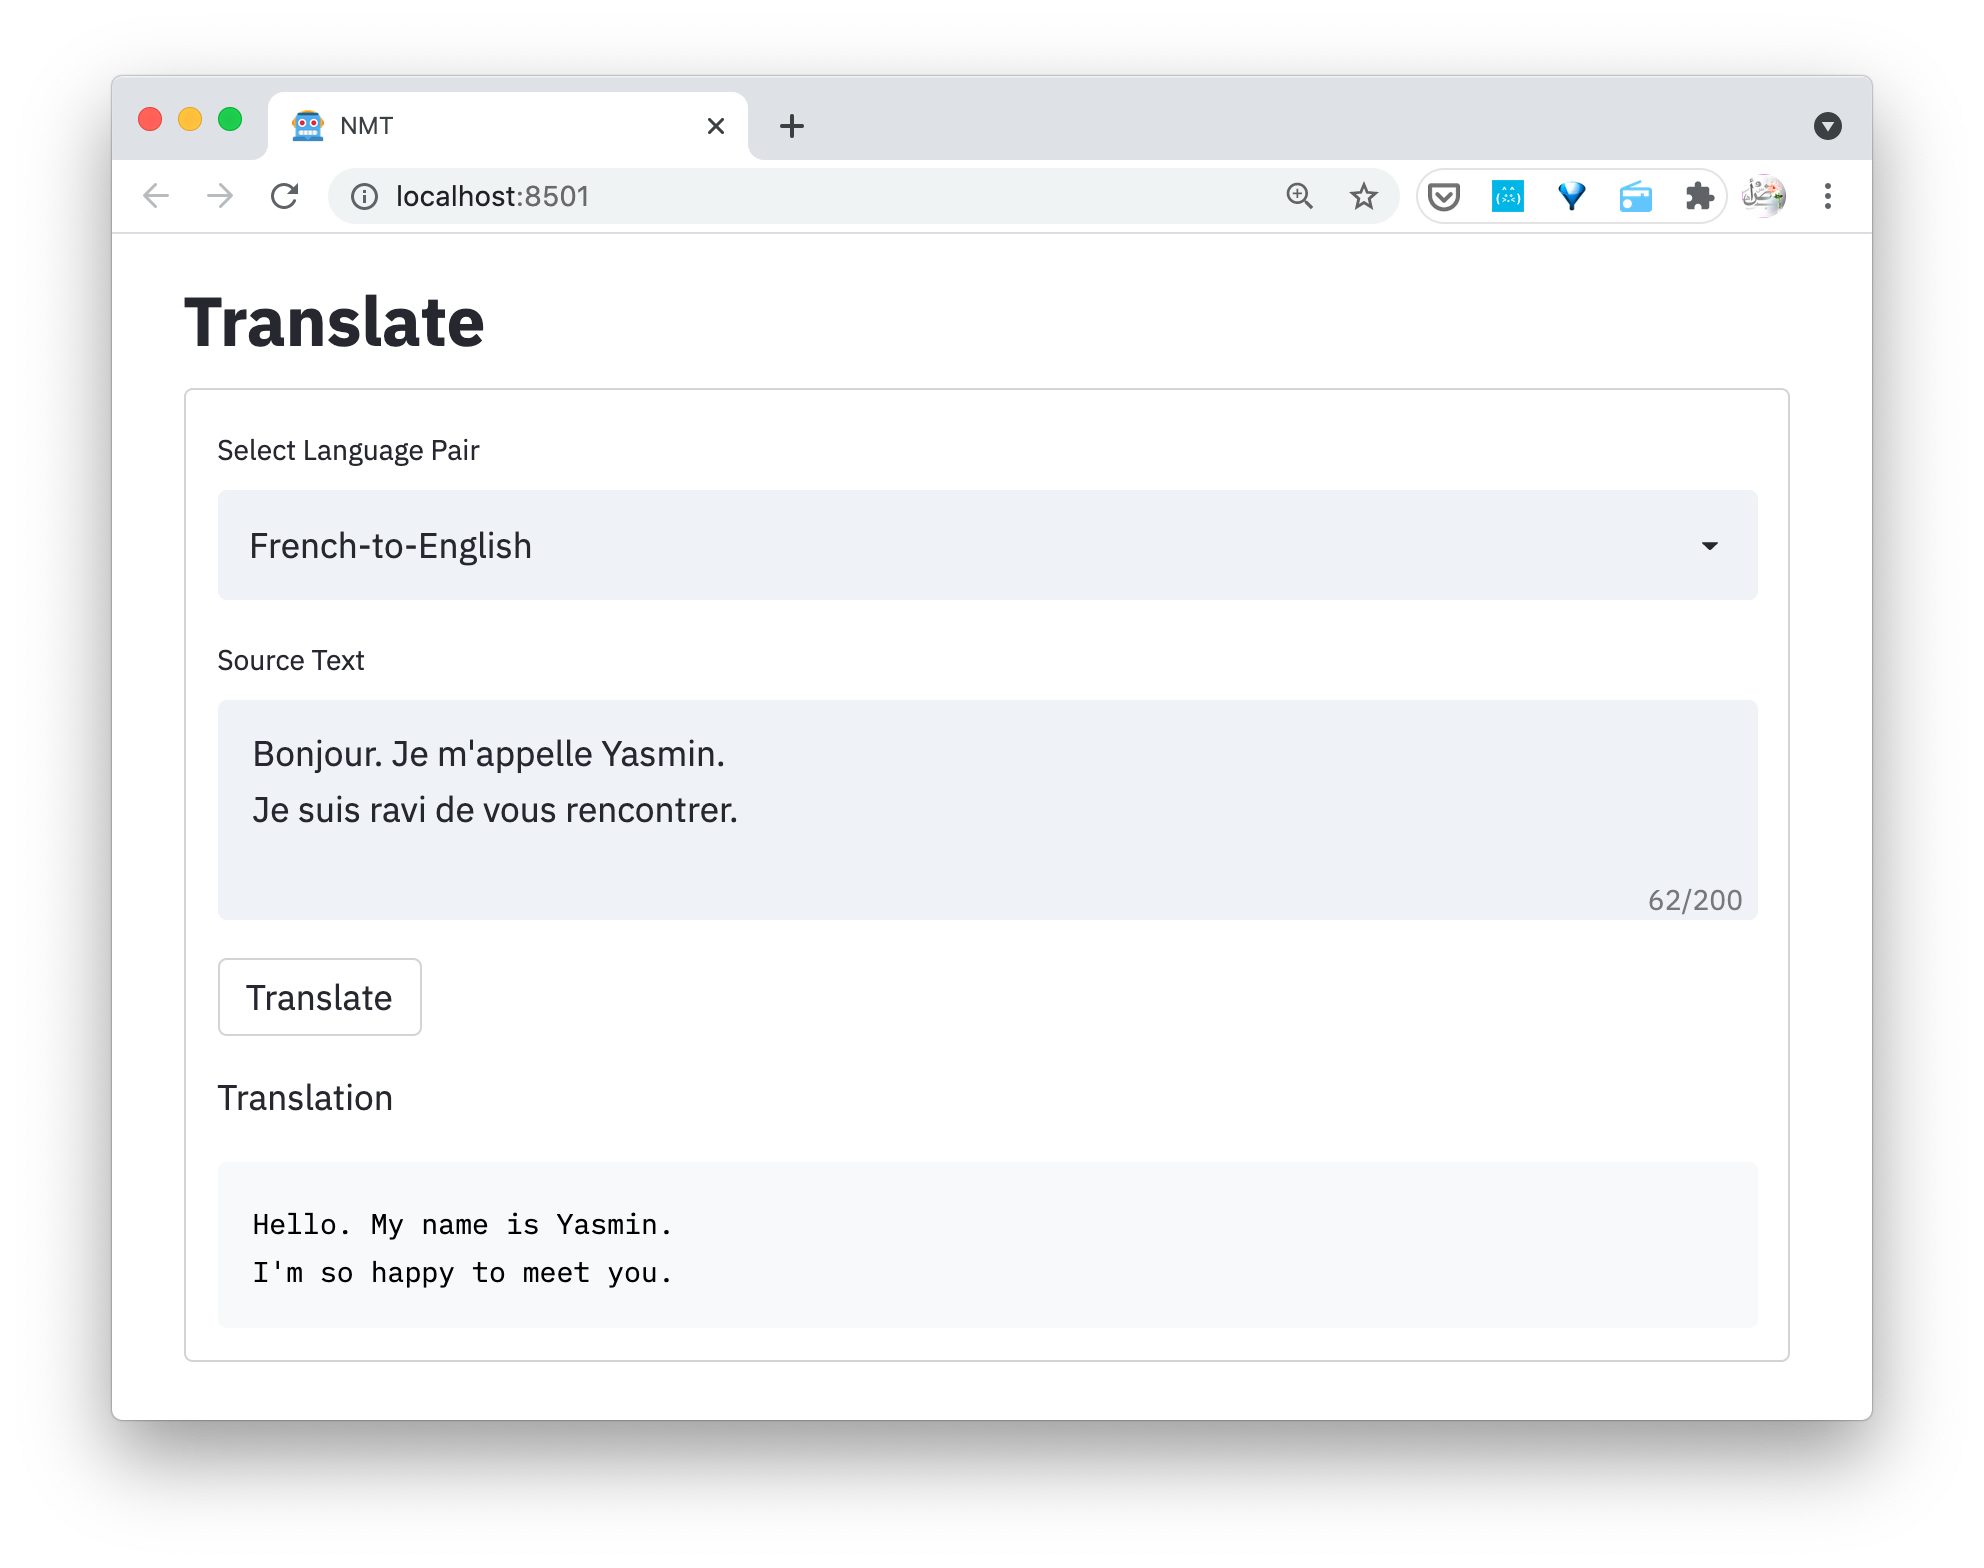 NMT
localhost:8501
Translate
Select Language Pair
French-to-English
Source Text
Bonjour. Je m'appelle Yasmin.
Je suis ravi de vous rencontrer.
62/200
Translate
Translation
Hello. My name is Yasmin.
I'm so happy to meet you.